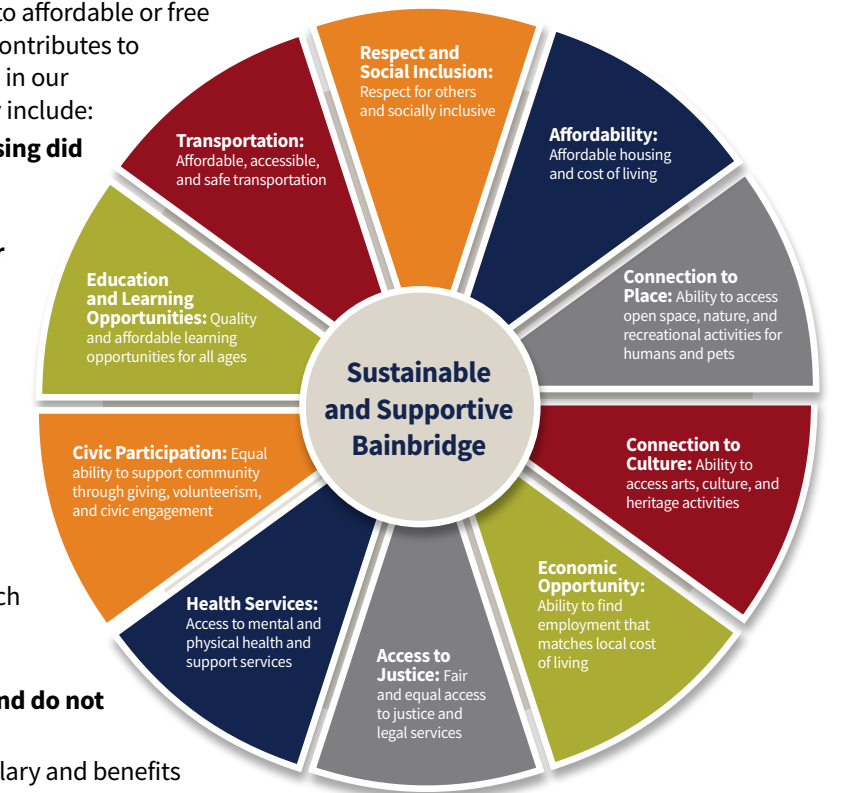 to affordable or free
ontributes to
in our
include:
sing did
ch
nd do not
lary and benefits
Respect and
Social Inclusion:
Respect for others
and socially inclusive
Affordability:
Affordable housing
and cost of living
Connection to
Place: Ability to access
open space, nature, and
recreational activities for
humans and pets
Connection to
Culture: Ability to
access arts, culture, and
heritage activities
Economic
Opportunity:
Ability to find
employment that
matches local cost
of living
Access to
Justice: Fair
and equal access
to justice and
legal services
Health Services:
Access to mental and
physical health and
support services
Civic Participation: Equal
ability to support community
through giving, volunteerism,
and civic engagement
Education
and Learning
Opportunities: Quality
and affordable learning
opportunities for all ages
Transportation:
Affordable, accessible,
and safe transportation
Sustainable
and Supportive
Bainbridge